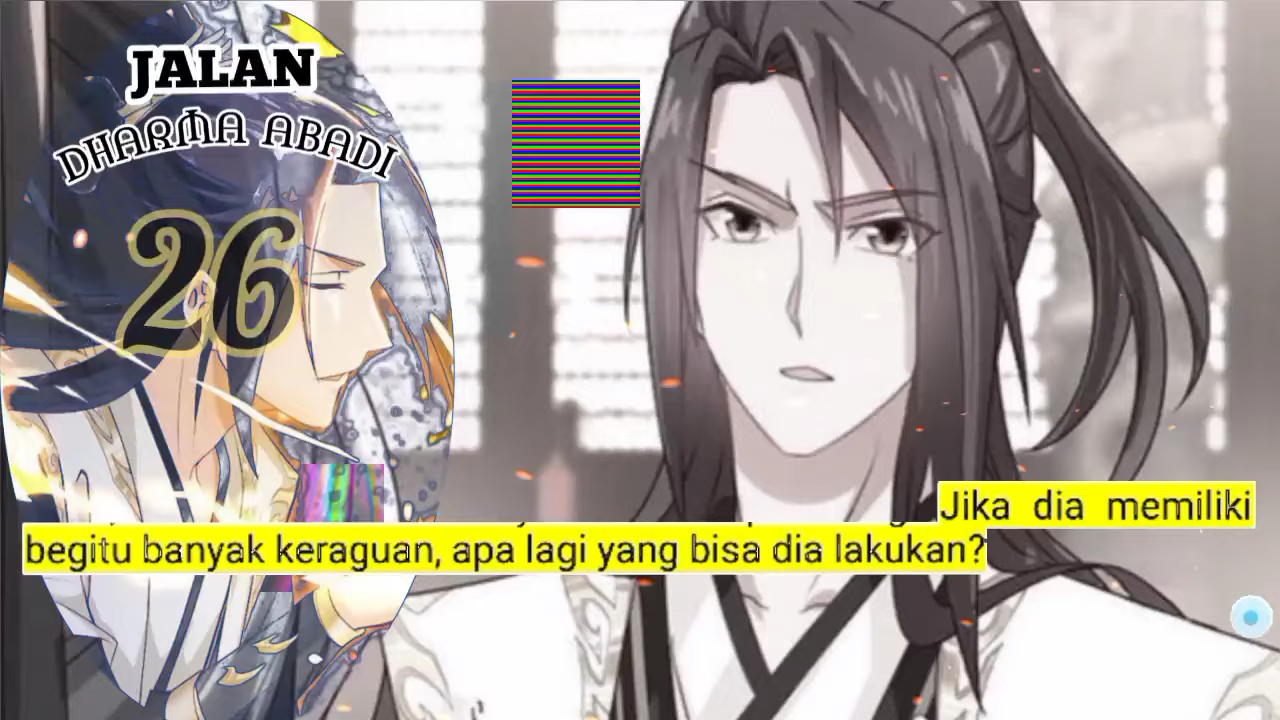 JALAN
DHARMA ABADI
26
Jika dia memiliki
begitu banyak keraguan, apa lagi yang bisa dia lakukan?